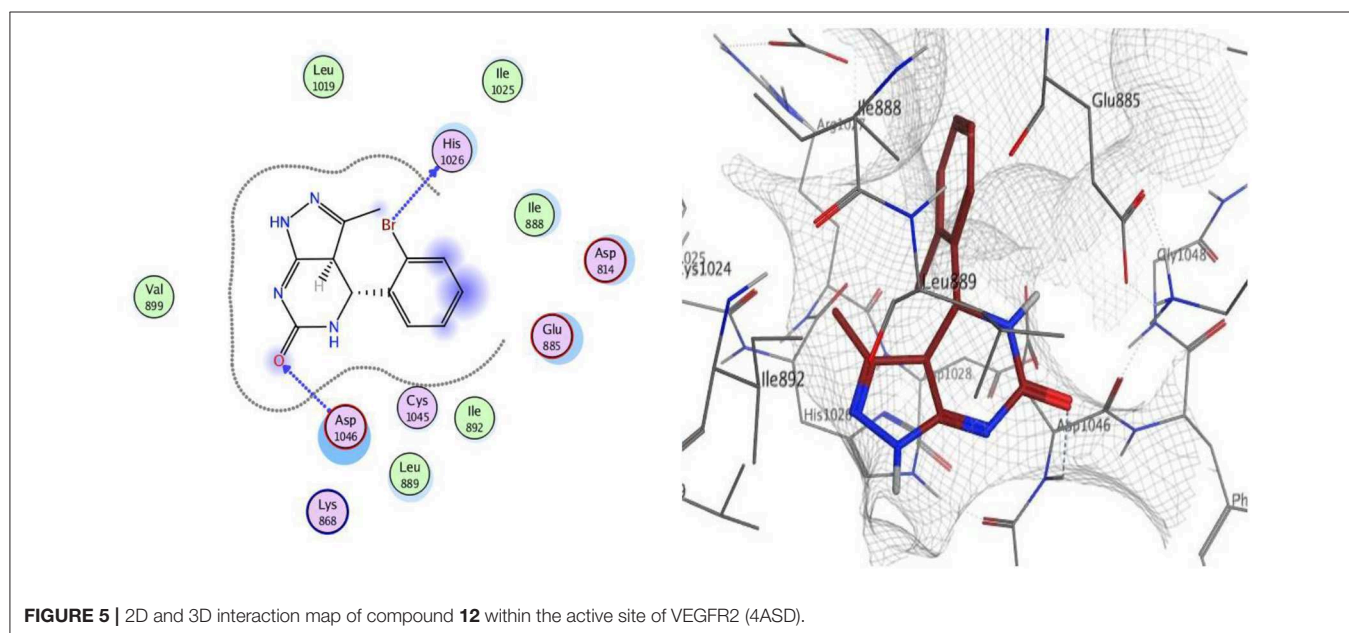 Leu
1019
Ile
1025
His
1026
N
HN
Br
Ile
888
Asp
814
Val
899
N
N
H
H
O
Glu
885
Cys
1045
Ile
892
Asp
1046
Leu
889
Lys
868
Ile888
Glu885
Gly1048
Leu889
Ile892
His1026
Asp1046
FIGURE 5 | 2D and 3D interaction map of compound 12 within the active site of VEGFR2 (4ASD).